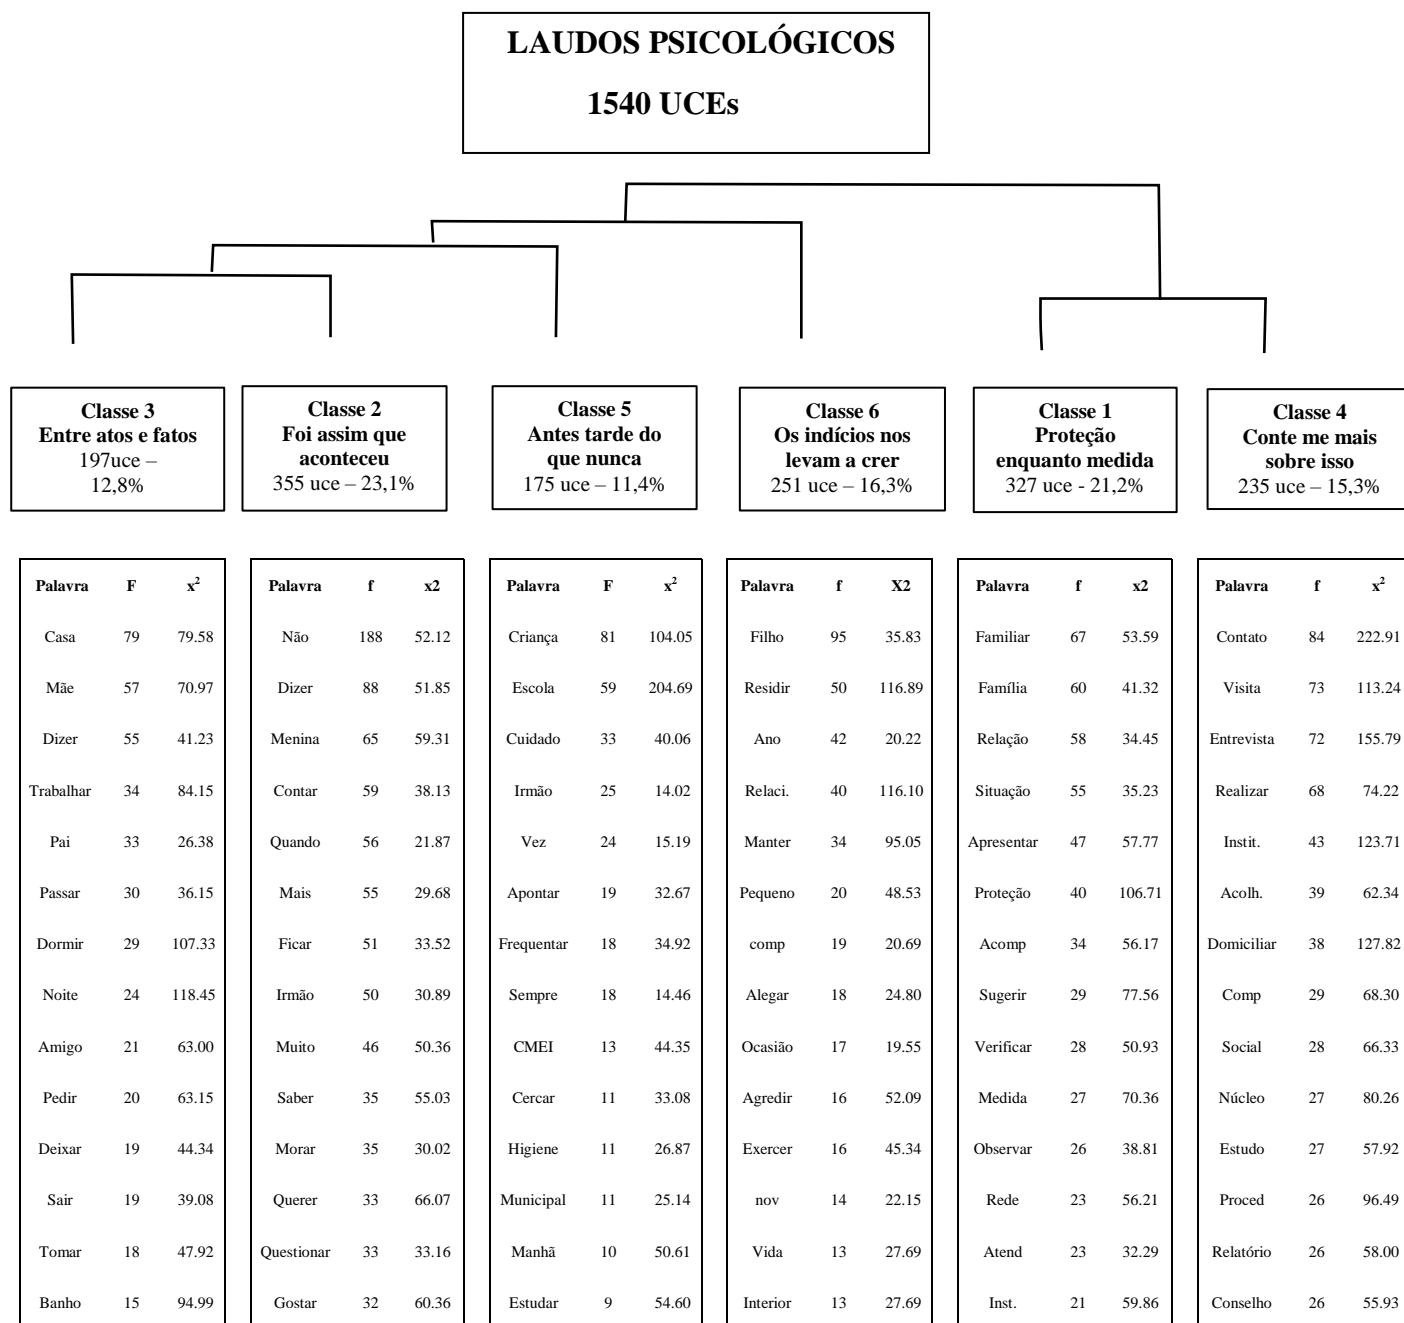 LAUDOS PSICOLÓGICOS
1540 UCEs
Classe 3
Entre atos e fatos
197uce –
12,8%
Classe 2
Foi assim que
aconteceu
355 uce – 23,1%
Classe 5
Antes tarde do
que nunca
175 uce – 11,4%
Classe 6
Os indícios nos
levam a crer
251 uce – 16,3%
Classe 1
Proteção
enquanto medida
327 uce - 21,2%
Classe 4
Conte me mais
sobre isso
235 uce – 15,3%
Palavra F x²
Casa 79 79.58
Mãe 57 70.97
Dizer 55 41.23
Trabalhar 34 84.15
Pai 33 26.38
Passar 30 36.15
Dormir 29 107.33
Noite 24 118.45
Amigo 21 63.00
Pedir 20 63.15
Deixar 19 44.34
Sair 19 39.08
Tomar 18 47.92
Banho 15 94.99
Palavra f x2
Não 188 52.12
Dizer 88 51.85
Menina 65 59.31
Contar 59 38.13
Quando 56 21.87
Mais 55 29.68
Ficar 51 33.52
Irmão 50 30.89
Muito 46 50.36
Saber 35 55.03
Morar 35 30.02
Querer 33 66.07
Questionar 33 33.16
Gostar 32 60.36
Palavra F x²
Criança 81 104.05
Escola 59 204.69
Cuidado 33 40.06
Irmão 25 14.02
Vez 24 15.19
Apontar 19 32.67
Frequentar 18 34.92
Sempre 18 14.46
CMEI 13 44.35
Cercar 11 33.08
Higiene 11 26.87
Municipal 11 25.14
Manhã 10 50.61
Estudar 9 54.60
Palavra f X2
Filho 95 35.83
Residir 50 116.89
Ano 42 20.22
Relaci. 40 116.10
Manter 34 95.05
Pequeno 20 48.53
comp 19 20.69
Alegar 18 24.80
Ocasião 17 19.55
Agredir 16 52.09
Exercer 16 45.34
nov 14 22.15
Vida 13 27.69
Interior 13 27.69
Palavra f x2
Familiar 67 53.59
Família 60 41.32
Relação 58 34.45
Situação 55 35.23
Apresentar 47 57.77
Proteção 40 106.71
Acomp 34 56.17
Sugerir 29 77.56
Verificar 28 50.93
Medida 27 70.36
Observar 26 38.81
Rede 23 56.21
Atend 23 32.29
Inst. 21 59.86
Palavra f x²
Contato 84 222.91
Visita 73 113.24
Entrevista 72 155.79
Realizar 68 74.22
Instit. 43 123.71
Acolh. 39 62.34
Domiciliar 38 127.82
Comp 29 68.30
Social 28 66.33
Núcleo 27 80.26
Estudo 27 57.92
Proced 26 96.49
Relatório 26 58.00
Conselho 26 55.93